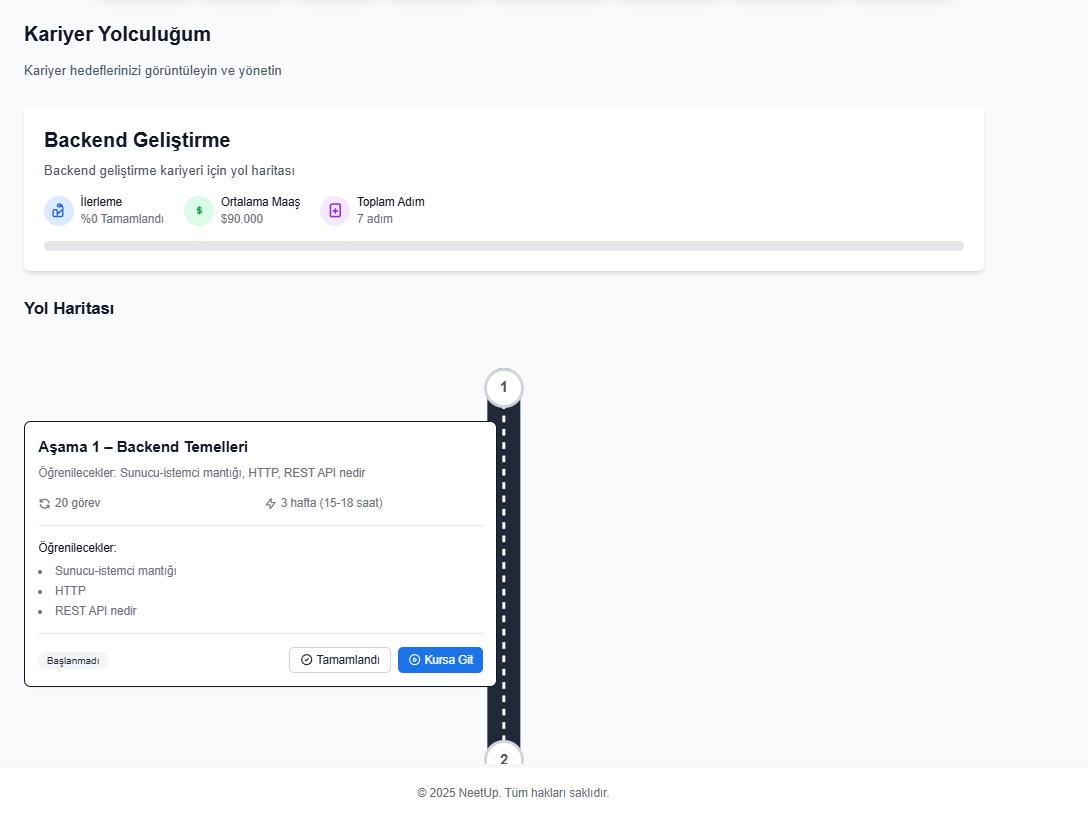 Kariyer Yolculuğum
Kariyer hedeflerinizi görüntüleyin ve yönetin
Backend Geliştirme
Backend geliştirme kariyeri için yol haritası
İlerleme
%0 Tamamlandı
$
Ortalama Maaş
$90.000
Toplam Adım
7 adım
Yol Haritası
1
Aşama 1 – Backend Temelleri
Öğrenilecekler: Sunucu-istemci mantığı, HTTP, REST API nedir
20 görev
3 hafta (15-18 saat)
Öğrenilecekler:
Sunucu-istemci mantığı
HTTP
REST API nedir
Başlanmadı
Tamamlandı
Kursa Git
2
© 2025 NeetUp. Tüm hakları saklıdır.